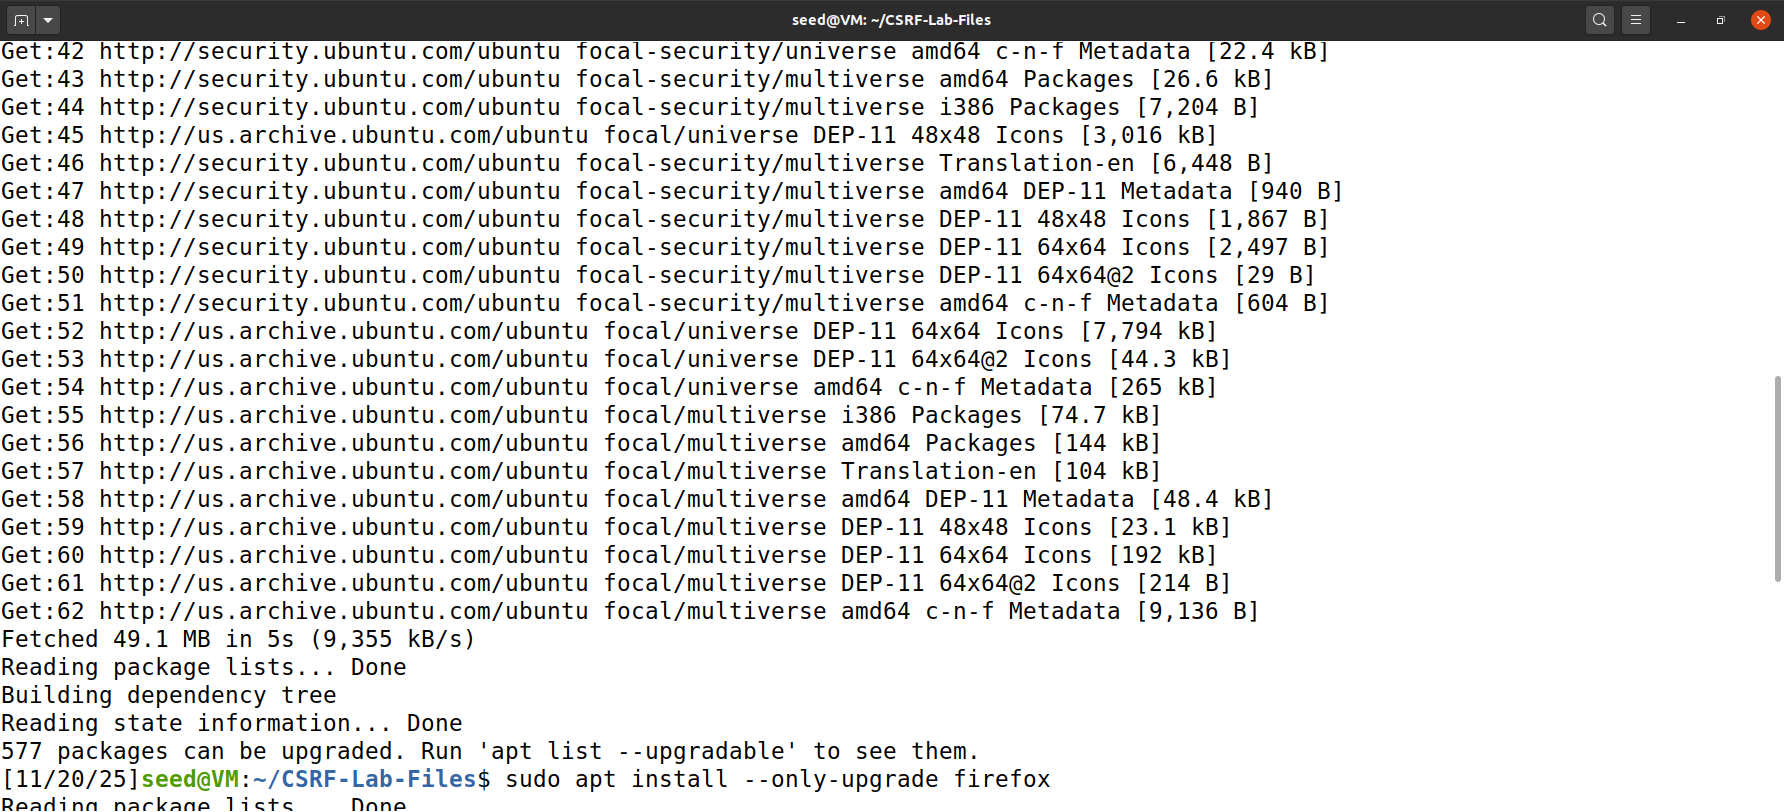 seed@VM: ~/CSRF-Lab-Files
Get:42 http://security.ubuntu.com/ubuntu focal-security/universe amd64 c-n-f Metadata [22.4 kB]
Get:43 http://security.ubuntu.com/ubuntu focal-security/multiverse amd64 Packages [26.6 kB]
Get:44 http://security.ubuntu.com/ubuntu focal-security/multiverse i386 Packages [7,204 B]
Get:45 http://us.archive.ubuntu.com/ubuntu focal/universe DEP-11 48x48 Icons [3,016 kB]
Get:46 http://security.ubuntu.com/ubuntu focal-security/multiverse Translation-en [6,448 B]
Get:47 http://security.ubuntu.com/ubuntu focal-security/multiverse amd64 DEP-11 Metadata [940 B]
Get:48 http://security.ubuntu.com/ubuntu focal-security/multiverse DEP-11 48x48 Icons [1,867 B]
Get:49 http://security.ubuntu.com/ubuntu focal-security/multiverse DEP-11 64x64 Icons [2,497 B]
Get:50 http://security.ubuntu.com/ubuntu focal-security/multiverse DEP-11 64x64@2 Icons [29 B]
Get:51 http://security.ubuntu.com/ubuntu focal-security/multiverse amd64 c-n-f Metadata [604 B]
Get:52 http://us.archive.ubuntu.com/ubuntu focal/universe DEP-11 64x64 Icons [7,794 kB]
Get:53 http://us.archive.ubuntu.com/ubuntu focal/universe DEP-11 64x64@2 Icons [44.3 kB]
Get:54 http://us.archive.ubuntu.com/ubuntu focal/universe amd64 c-n-f Metadata [265 kB]
Get:55 http://us.archive.ubuntu.com/ubuntu focal/multiverse i386 Packages [74.7 kB]
Get:56 http://us.archive.ubuntu.com/ubuntu focal/multiverse amd64 Packages [144 kB]
Get:57 http://us.archive.ubuntu.com/ubuntu focal/multiverse Translation-en [104 kB]
Get:58 http://us.archive.ubuntu.com/ubuntu focal/multiverse amd64 DEP-11 Metadata [48.4 kB]
Get:59 http://us.archive.ubuntu.com/ubuntu focal/multiverse DEP-11 48x48 Icons [23.1 kB]
Get:60 http://us.archive.ubuntu.com/ubuntu focal/multiverse DEP-11 64x64 Icons [192 kB]
Get:61 http://us.archive.ubuntu.com/ubuntu focal/multiverse DEP-11 64x64@2 Icons [214 B]
Get:62 http://us.archive.ubuntu.com/ubuntu focal/multiverse amd64 c-n-f Metadata [9,136 B]
Fetched 49.1 MB in 5s (9,355 kB/s)
Reading package lists... Done
Building dependency tree
Reading state information... Done
577 packages can be upgraded. Run 'apt list --upgradable' to see them.
[11/20/25]seed@VM:~/CSRF-Lab-Files$ sudo apt install --only-upgrade firefox
Reading package lists... Done